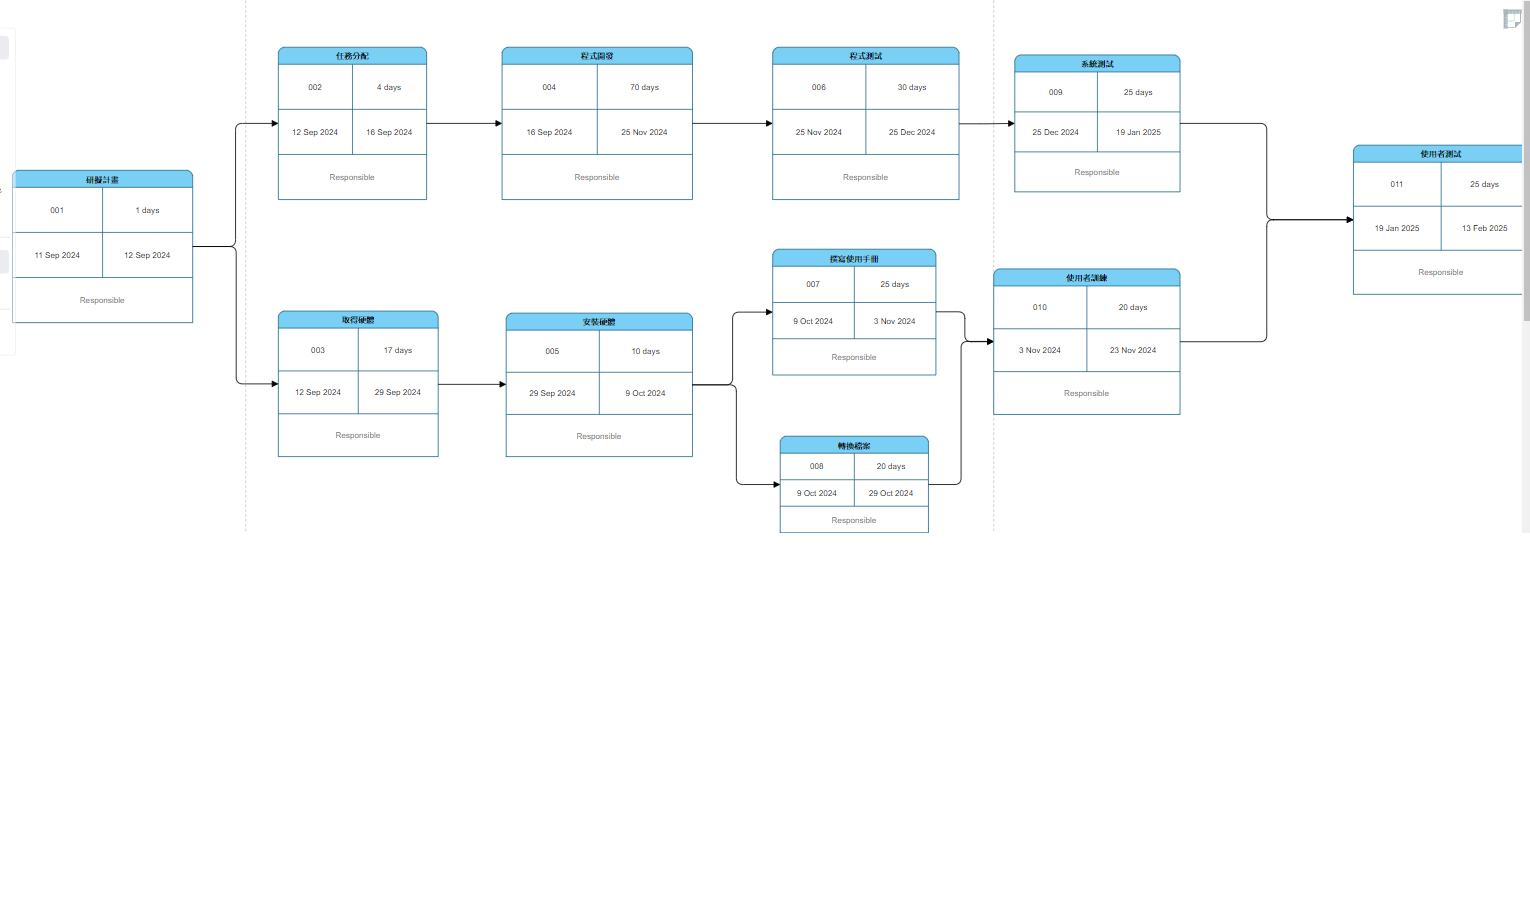 研擬計畫
001 1 days
11 Sep 2024 12 Sep 2024
Responsible
任務分配
002 4 days
12 Sep 2024 16 Sep 2024
Responsible
程式開發
004 70 days
16 Sep 2024 25 Nov 2024
Responsible
程式測試
006 30 days
25 Nov 2024 25 Dec 2024
Responsible
系統測試
009 25 days
25 Dec 2024 19 Jan 2025
Responsible
取得硬體
003 17 days
12 Sep 2024 29 Sep 2024
Responsible
安裝硬體
005 10 days
29 Sep 2024 9 Oct 2024
Responsible
撰寫使用手冊
007 25 days
9 Oct 2024 3 Nov 2024
Responsible
轉換檔案
008 20 days
9 Oct 2024 29 Oct 2024
Responsible
使用者訓練
010 20 days
3 Nov 2024 23 Nov 2024
Responsible
使用者測試
011 25 days
19 Jan 2025 13 Feb 2025
Responsible